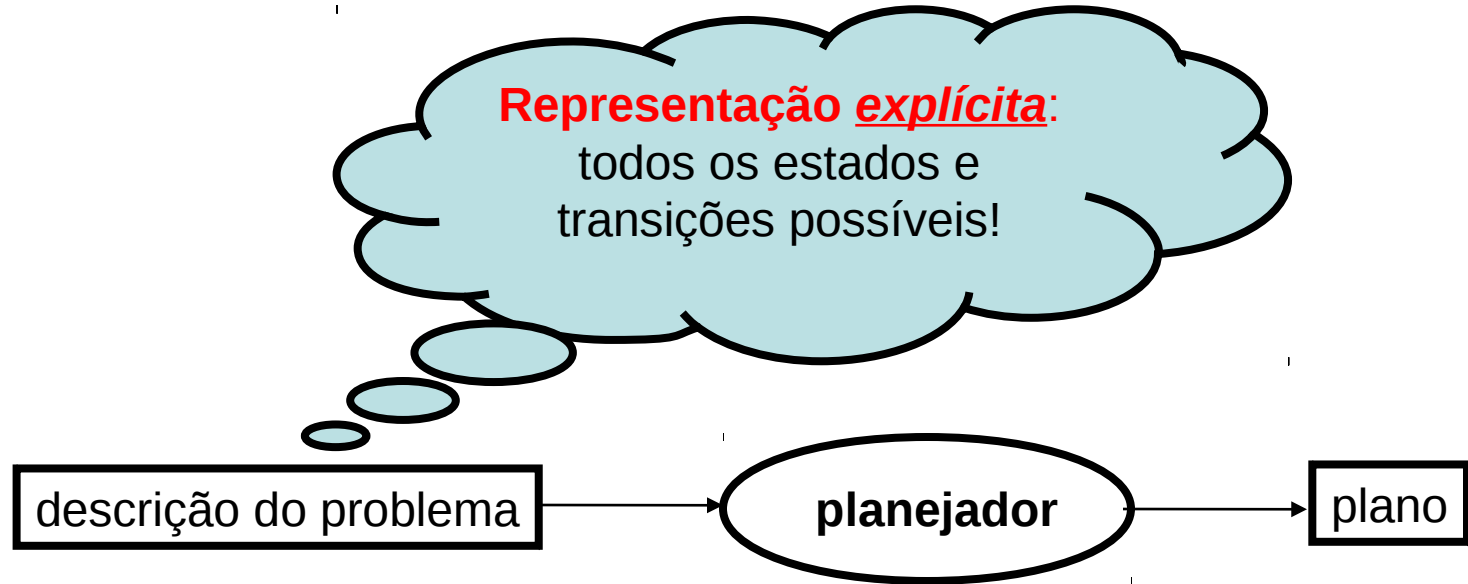 Representação explícita:
todos os estados e
transições possíveis!
descrição do problema
planejador
plano